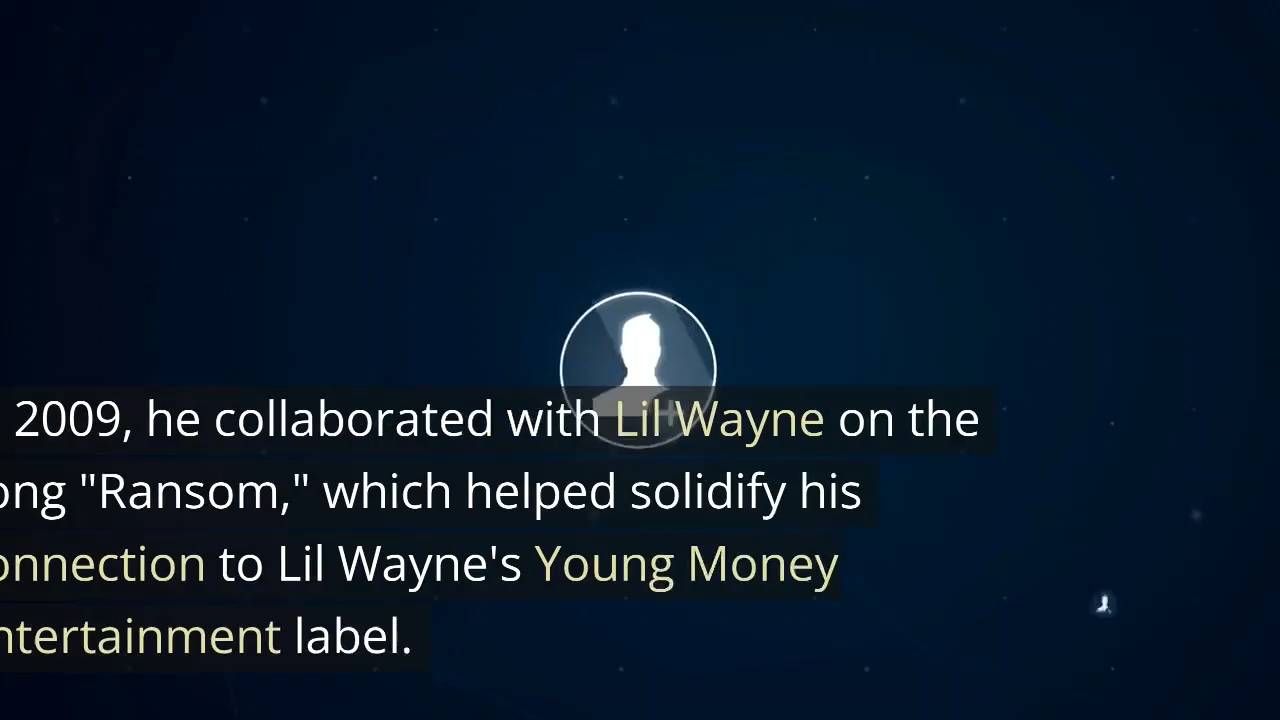 2009, he collaborated with Lil Wayne on the
ong "Ransom," which helped solidify his
onnection to Lil Wayne's Young Money
ntertainment label.